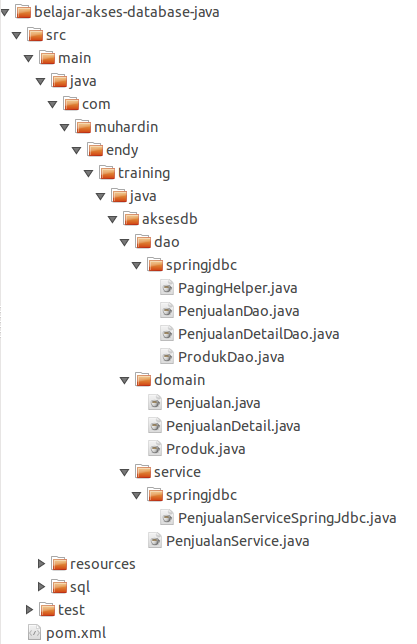 belajar-akses-database-java
src
main
java
com
muhardin
endy
training
java
aksesdb
dao
springjdbc
PagingHelper.java
PenjualanDao.java
PenjualanDetailDao.java
ProdukDao.java
domain
Penjualan.java
PenjualanDetail.java
Produk.java
service
springjdbc
PenjualanServiceSpringJdbc.java
PenjualanService.java
resources
sql
test
pom.xml